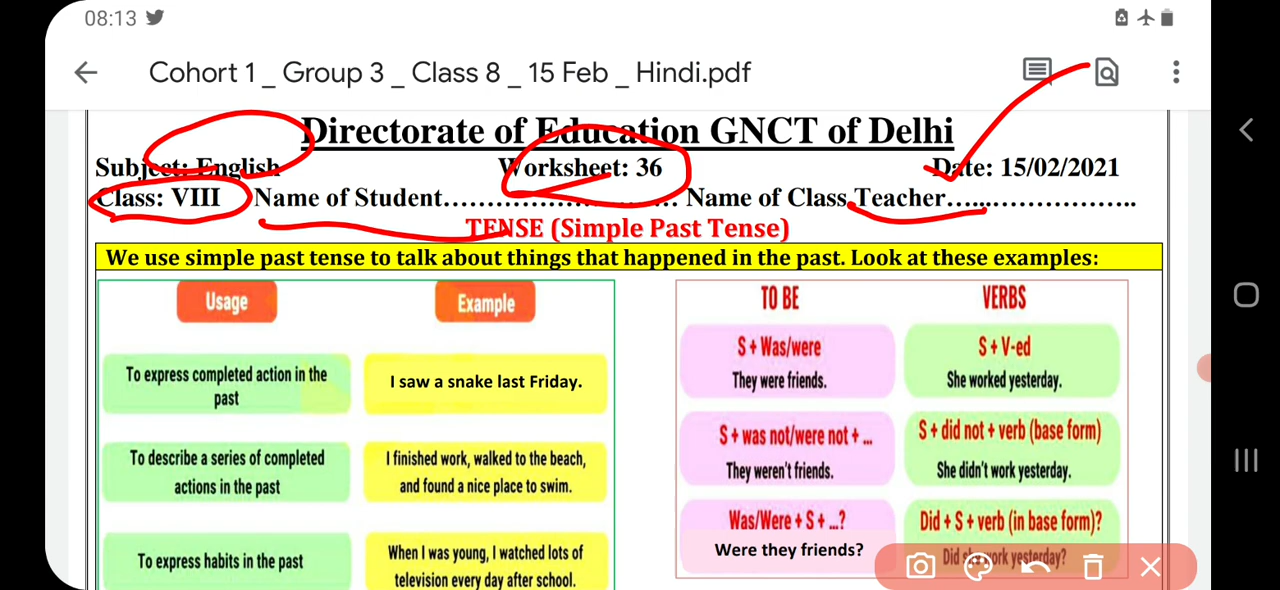 08:13
Cohort 1 _ Group 3 _ Class 8 _ 15 Feb _ Hindi.pdf
Directorate of Education GNCT of Delhi
Subject: English Worksheet: 36 Date: 15/02/2021
Class: VIII Name of Student........................... Name of Class Teacher.....................
TENSE (Simple Past Tense)
We use simple past tense to talk about things that happened in the past. Look at these examples:
Usage Example
To express completed action in the
past
I saw a snake last Friday.
To describe a series of completed
actions in the past
I finished work, walked to the beach,
and found a nice place to swim.
To express habits in the past
When I was young, I watched lots of
television every day after school.
TO BE VERBS
S + Was/were
They were friends.
S + V-ed
She worked yesterday.
S + was not/were not + ...
They weren't friends.
S + did not + verb (base form)
She didn't work yesterday.
Was/Were + S + ...?
Were they friends?
Did + S + verb (in base form)?
Did she work yesterday?